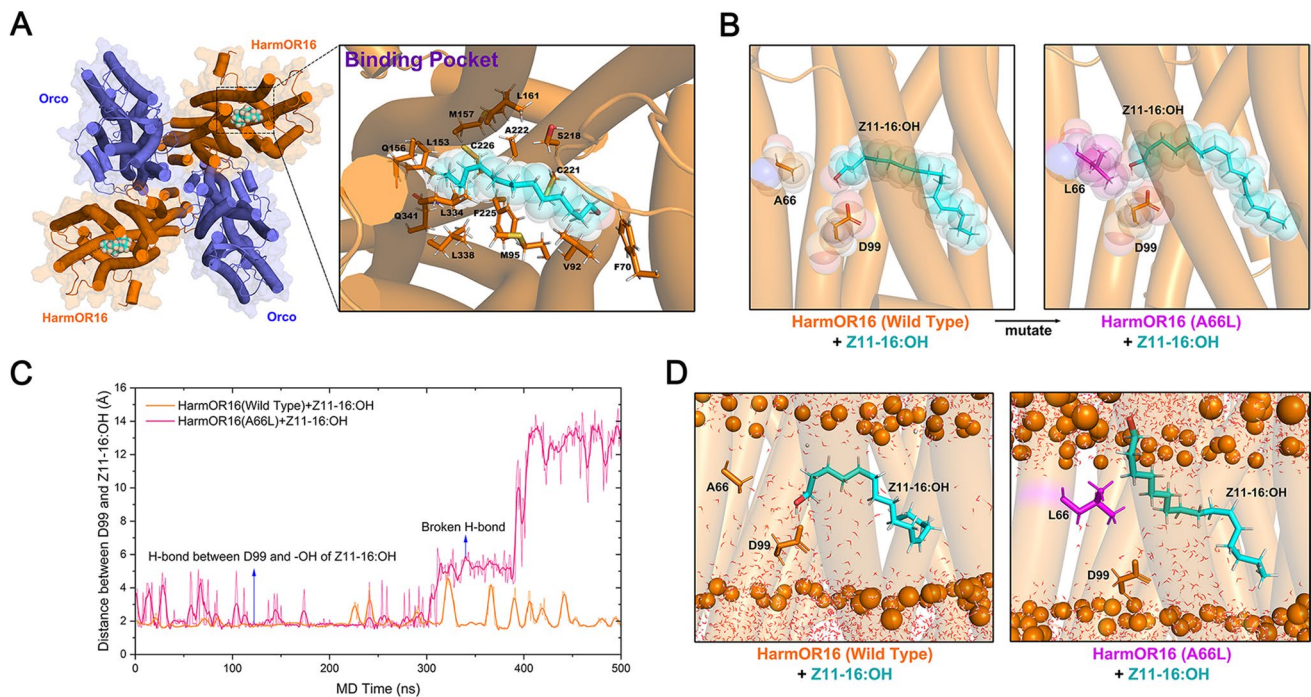 A
HarmOR16
Orco
HarmOR16
Orco
Binding Pocket
L161
M157
A222
S218
Q156
L153
C226
C221
Q341
L334
F225
L338
M95
V92
F70
B
Z11-16:OH
A66
D99
HarmOR16 (Wild Type)
+ Z11-16:OH
mutate
Z11-16:OH
L66
D99
HarmOR16 (A66L)
+ Z11-16:OH
C
Distance between D99 and Z11-16:OH (Å)
16
14
12
10
8
6
4
2
0
HarmOR16(Wild Type)+Z11-16:OH
HarmOR16(A66L)+Z11-16:OH
Broken H-bond
H-bond between D99 and -OH of Z11-16:OH
0
100
200
300
400
500
MD Time (ns)
D
A66
Z11-16:OH
D99
HarmOR16 (Wild Type)
+ Z11-16:OH
Z11-16:OH
L66
D99
HarmOR16 (A66L)
+ Z11-16:OH